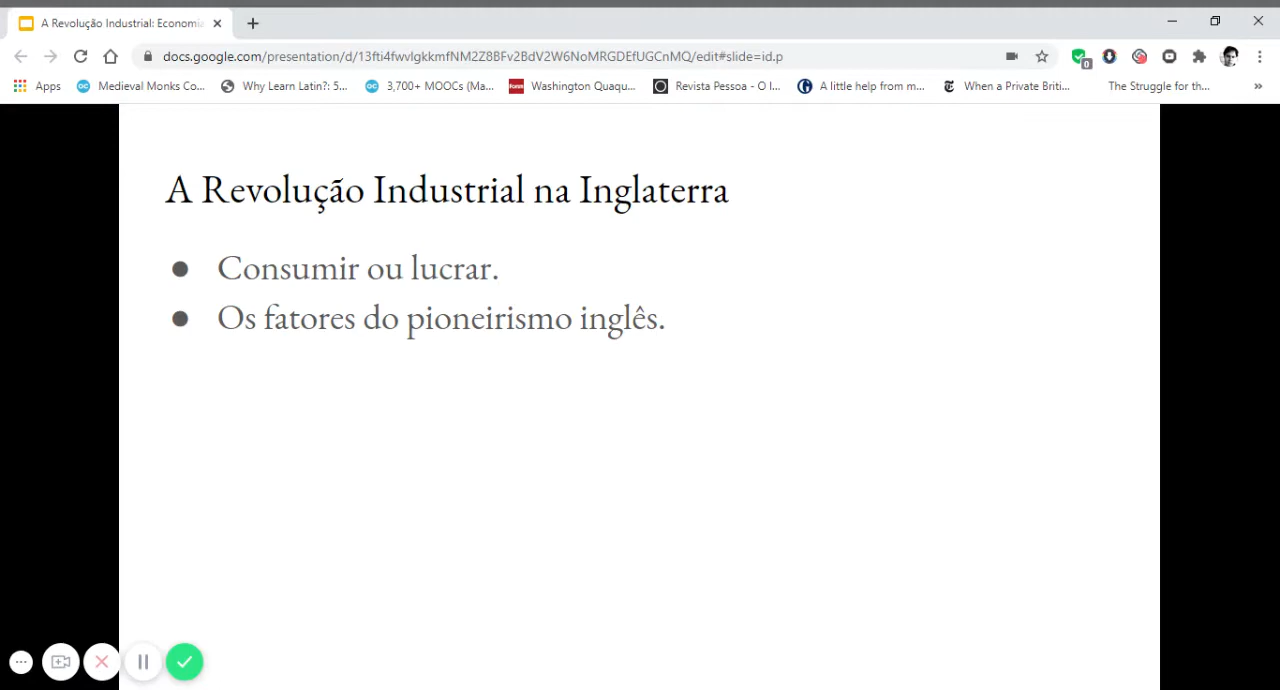 A Revolução Industrial: Economia
docs.google.com/presentation/d/13fti4fwvlgkkmfNM2Z8BFv2BdV2W6NoMRGDEfUGCnMQ/edit#slide=id.p
0
Apps Medieval Monks Co... Why Learn Latin?: 5... 3,700+ MOOCs (Ma... Washington Quaqu... Revista Pessoa - O l... A little help from m... When a Private Briti... The Struggle for th... »
A Revolução Industrial na Inglaterra
● Consumir ou lucrar.
● Os fatores do pioneirismo inglês.